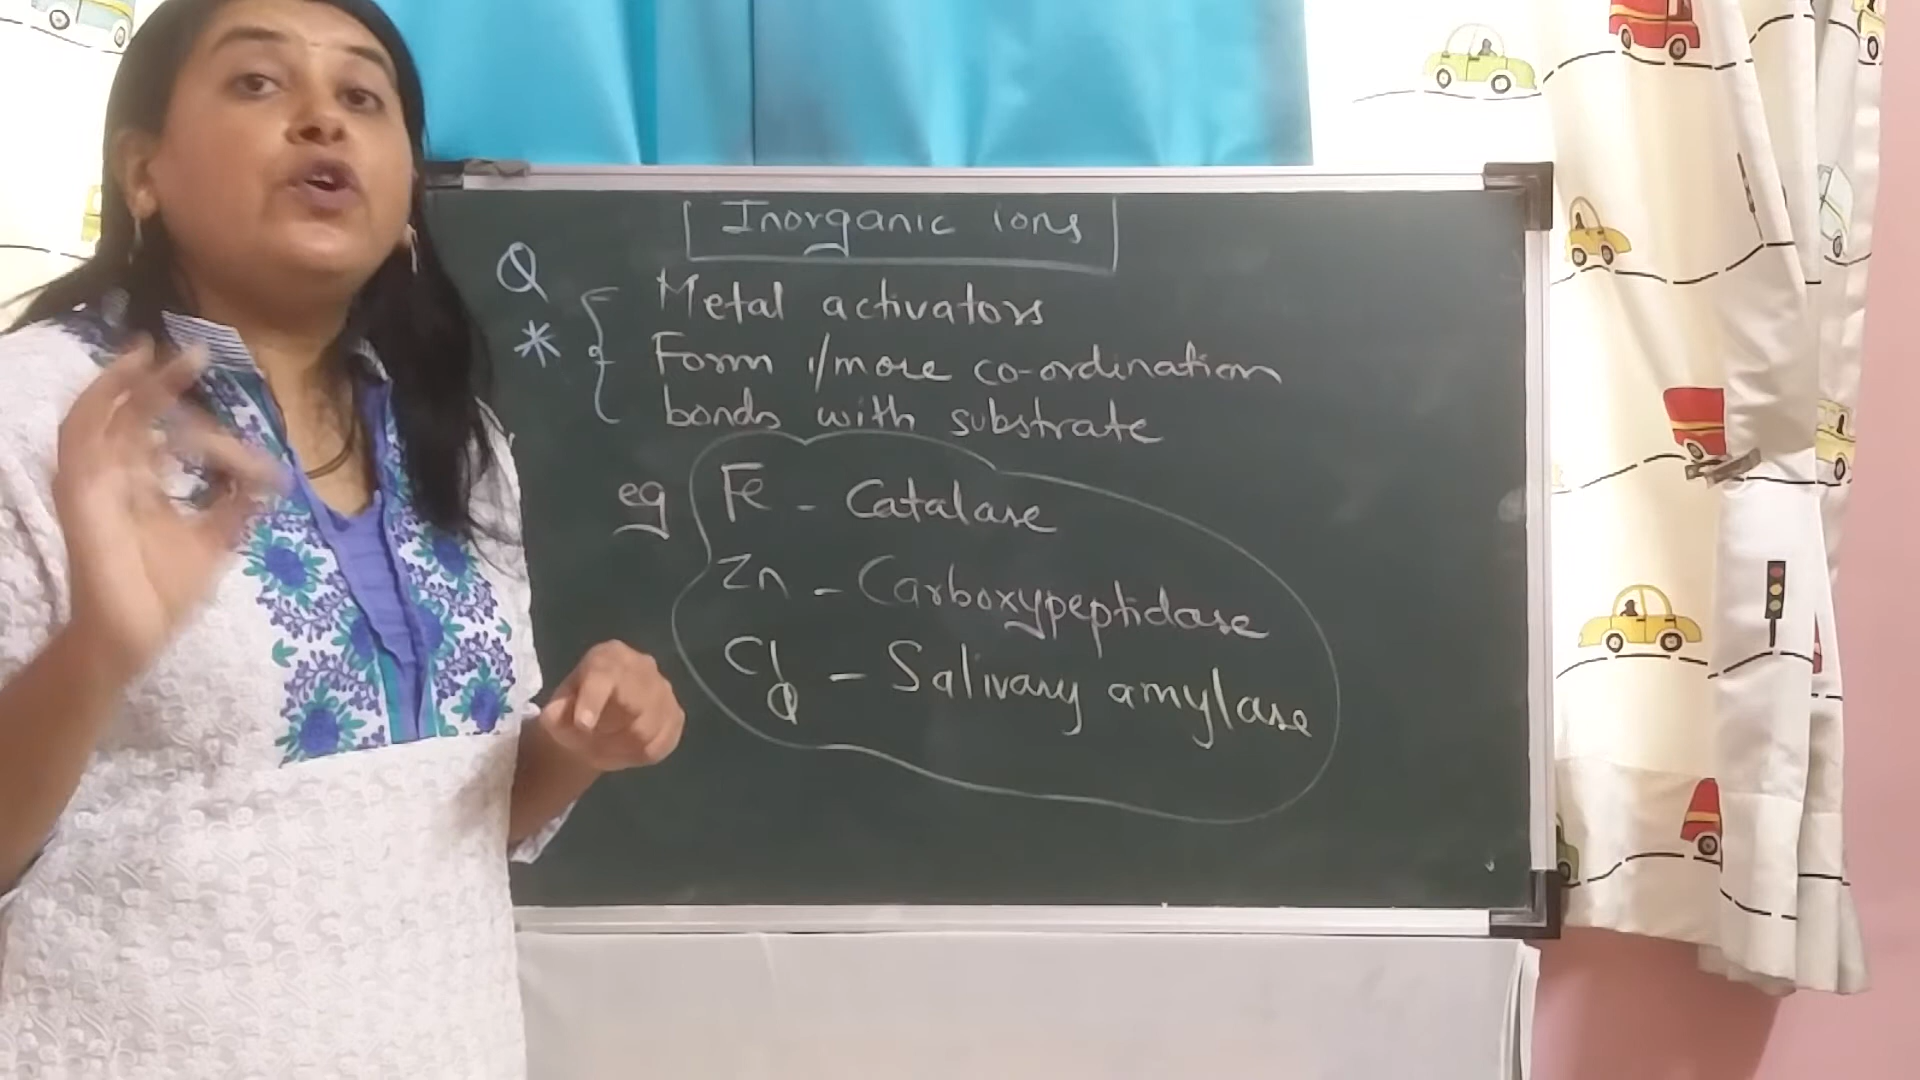 Inorganic ions
Q
* Metal activators
Form 1/more co-ordination
bonds with substrate
eg Fe - Catalase
Zn - Carboxypeptidase
Cl - Salivary amylase